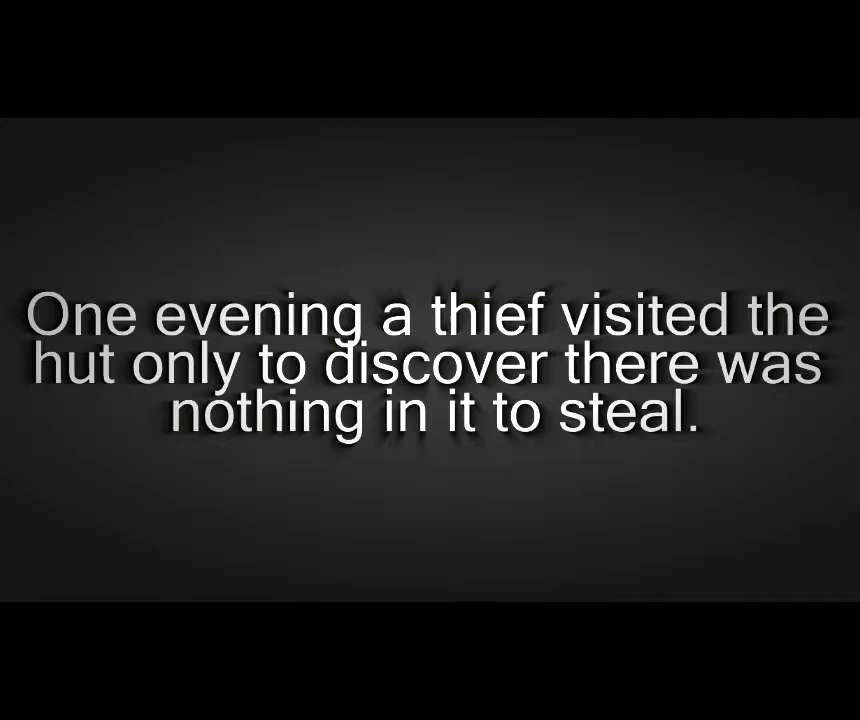 One evening a thief visited the
hut only to discover there was
nothing in it to steal.